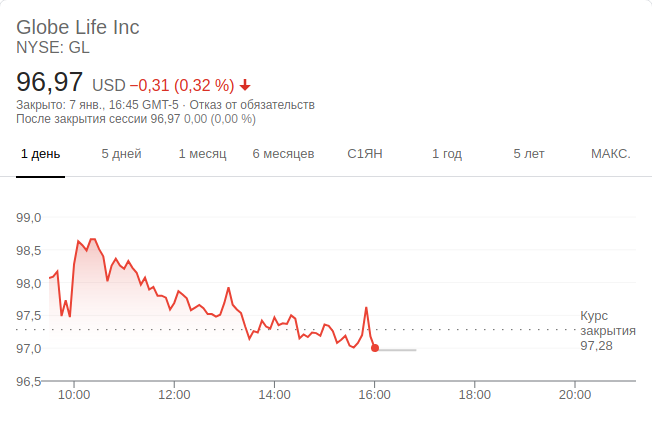 Globe Life Inc
NYSE: GL
96,97 USD −0,31 (0,32 %)
Закрыто: 7 янв., 16:45 GMT-5 · Отказ от обязательств
После закрытия сессии 96,97 0,00 (0,00 %)
1 день 5 дней 1 месяц 6 месяцев С1ЯН 1 год 5 лет МАКС.
99,0
98,5
98,0
97,5
97,0
96,5
Курс
закрытия
97,28
10:00 12:00 14:00 16:00 18:00 20:00